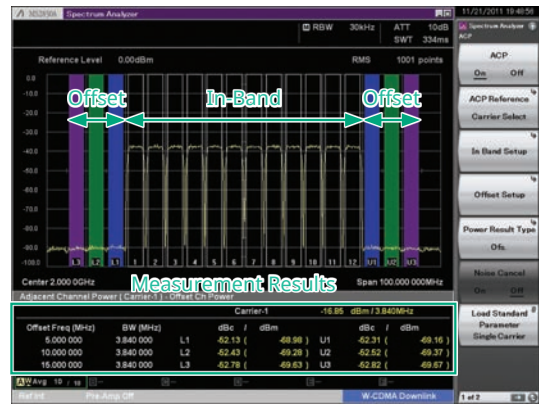 MS2830A Spectrum Analyzer
11/21/2011 19:48:56
RBW 30kHz ATT 10dB
SWT 334ms
Reference Level 0.00dBm RMS 1001 points
0.0
-10.0
-20.0
-30.0
-40.0
-50.0
-60.0
-70.0
-80.0
-90.0
-100.0
Offset In-Band Offset
L3 L2 L1 1 2 3 4 5 6 7 8 9 10 11 12 U1 U2 U3
Center 2.000 0GHz Span 100.000 000MHz
Measurement Results
Adjacent Channel Power ( Carrier-1 ) - Offset Ch Power
Carrier-1 -16.85 dBm / 3.840MHz
Offset Freq (MHz) BW (MHz) dBc / dBm dBc / dBm
5.000 000 3.840 000 L1 -52.13 ( -68.98 ) U1 -52.31 ( -69.16 )
10.000 000 3.840 000 L2 -52.43 ( -69.28 ) U2 -52.52 ( -69.37 )
15.000 000 3.840 000 L3 -52.78 ( -69.63 ) U3 -52.82 ( -69.67 )
Avg 10 / 10
Ref.Int Pre-Amp Off W-CDMA Downlink
Spectrum Analyzer
ACP
ACP
On Off
ACP Reference
Carrier Select
In Band Setup
Offset Setup
Power Result Type
Ofs.
Noise Cancel
On Off
Load Standard
Parameter
Single Carrier
1 of 2